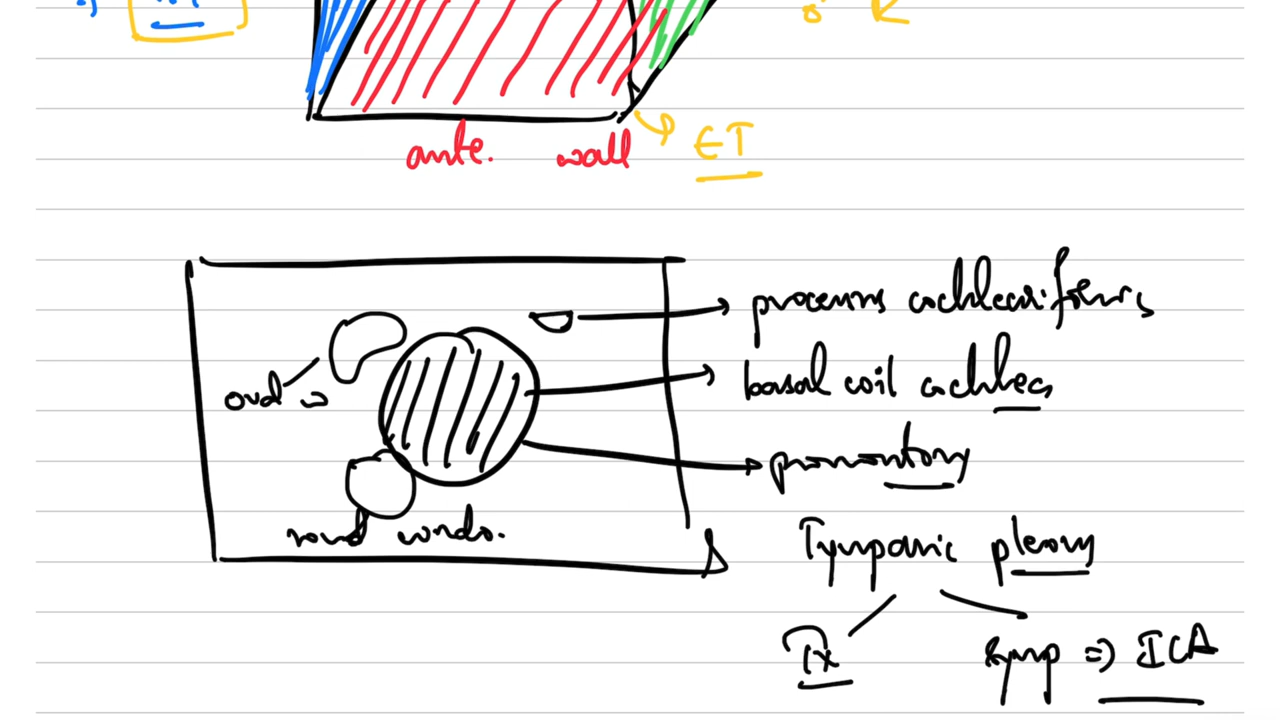 ante. wall
ET
processus cochleariformis
oval
basal coil cochlea
promontory
round windo.
Tympanic plexus
IX
symp => ICA